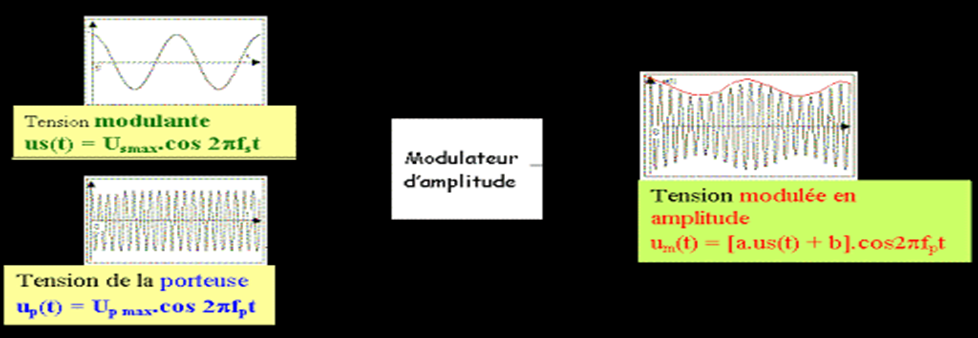 Tension modulante
us(t) = Usmax.cos 2πfst
Tension de la porteuse
up(t) = Up max.cos 2πfpt
Modulateur
d'amplitude
Tension modulée en
amplitude
um(t) = [a.us(t) + b].cos2πfpt